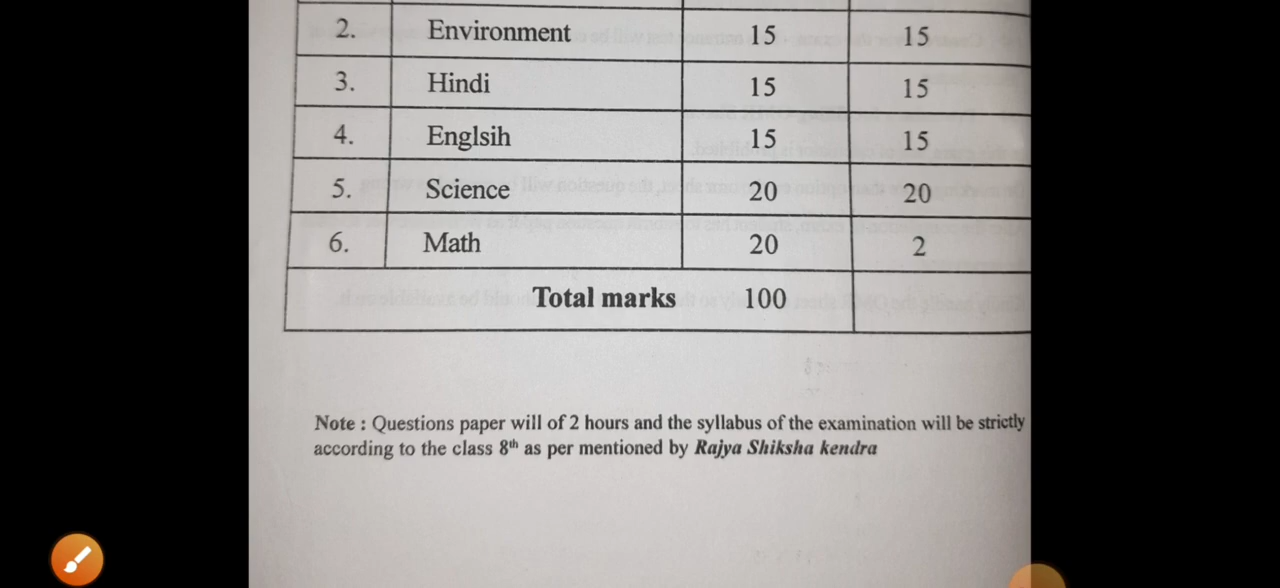 2. Environment 15 15
3. Hindi 15 15
4. Englsih 15 15
5. Science 20 20
6. Math 20 2
Total marks 100
Note : Questions paper will of 2 hours and the syllabus of the examination will be strictly
according to the class 8th as per mentioned by Rajya Shiksha kendra